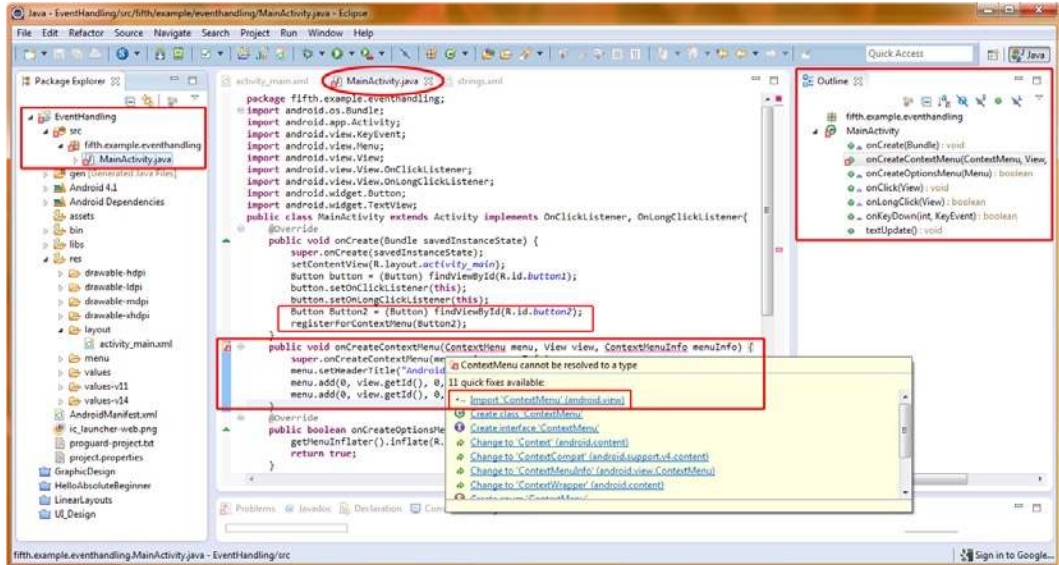 Java - EventHandling/src/fifth/example/eventhandling/MainActivity.java - Eclipse
File Edit Refactor Source Navigate Search Project Run Window Help
Quick Access
Java
Package Explorer
EventHandling
src
fifth.example.eventhandling
MainActivity.java
gen [Generated Java Files]
Android 4.1
Android Dependencies
assets
bin
libs
res
drawable-hdpi
drawable-ldpi
drawable-mdpi
drawable-xhdpi
layout
activity_main.xml
menu
values
values-v11
values-v14
AndroidManifest.xml
ic_launcher-web.png
proguard-project.txt
project.properties
GraphicDesign
HelloAbsoluteBeginner
LinearLayouts
UI_Design
activity_main.xml MainActivity.java strings.xml
package fifth.example.eventhandling;
import android.os.Bundle;
import android.app.Activity;
import android.view.KeyEvent;
import android.view.Menu;
import android.view.View;
import android.view.View.OnClickListener;
import android.view.View.OnLongClickListener;
import android.widget.Button;
import android.widget.TextView;
public class MainActivity extends Activity implements OnClickListener, OnLongClickListener{
@Override
public void onCreate(Bundle savedInstanceState) {
super.onCreate(savedInstanceState);
setContentView(R.layout.activity_main);
Button button = (Button) findViewById(R.id.button1);
button.setOnClickListener(this);
button.setOnLongClickListener(this);
Button Button2 = (Button) findViewById(R.id.button2);
registerForContextMenu(Button2);
}
public void onCreateContextMenu(ContextMenu menu, View view, ContextMenuInfo menuInfo) {
super.onCreateContextMenu(me
menu.setHeaderTitle("Android
menu.add(0, view.getId(), 0,
menu.add(0, view.getId(), 0,
}
@Override
public boolean onCreateOptionsMe
getMenuInflater().inflate(R.
return true;
}
ContextMenu cannot be resolved to a type
11 quick fixes available:
Import 'ContextMenu' (android.view)
Create class 'ContextMenu'
Create interface 'ContextMenu'
Change to 'Context' (android.content)
Change to 'ContextCompat' (android.support.v4.content)
Change to 'ContextMenuInfo' (android.view.ContextMenu)
Change to 'ContextWrapper' (android.content)
Create enum 'ContextMenu'
Problems Javadoc Declaration Con
Outline
fifth.example.eventhandling
MainActivity
onCreate(Bundle) : void
onCreateContextMenu(ContextMenu, View,
onCreateOptionsMenu(Menu) : boolean
onClick(View) : void
onLongClick(View) : boolean
onKeyDown(int, KeyEvent) : boolean
textUpdate() : void
fifth.example.eventhandling.MainActivity.java - EventHandling/src
Sign in to Google...